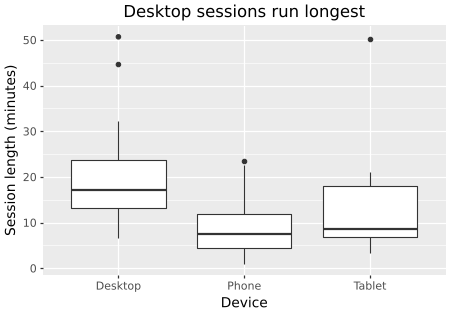 Desktop sessions run longest
Session length (minutes)
50
40
30
20
10
0
Desktop Phone Tablet
Device